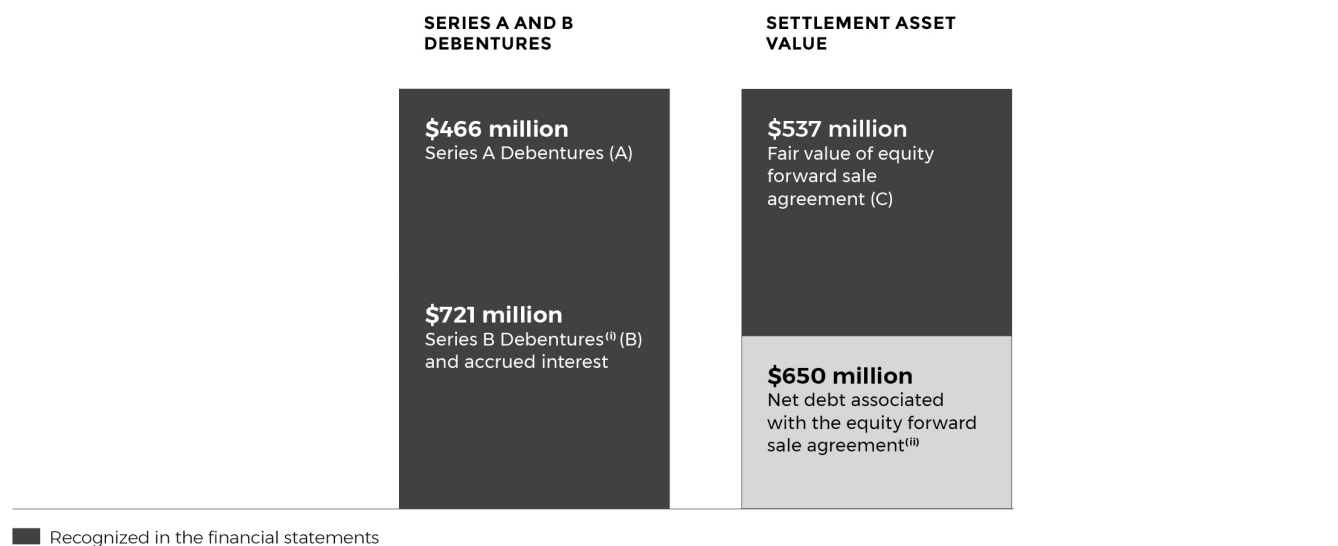 SERIES A AND B
DEBENTURES
SETTLEMENT ASSET
VALUE
$466 million
Series A Debentures (A)
$721 million
Series B Debentures(i) (B)
and accrued interest
$537 million
Fair value of equity
forward sale
agreement (C)
$650 million
Net debt associated
with the equity forward
sale agreement(ii)
Recognized in the financial statements